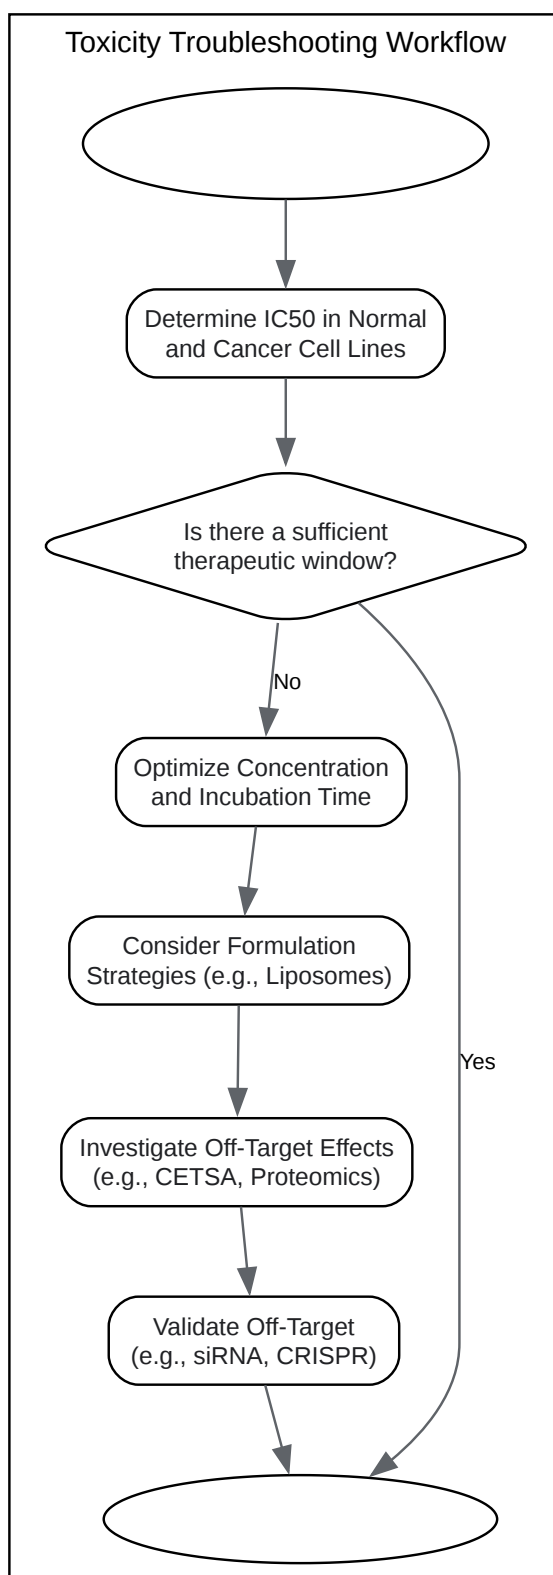 Toxicity Troubleshooting Workflow
Determine IC50 in Normal
and Cancer Cell Lines
Is there a sufficient
therapeutic window?
No
Optimize Concentration
and Incubation Time
Consider Formulation
Strategies (e.g., Liposomes)
Yes
Investigate Off-Target Effects
(e.g., CETSA, Proteomics)
Validate Off-Target
(e.g., siRNA, CRISPR)